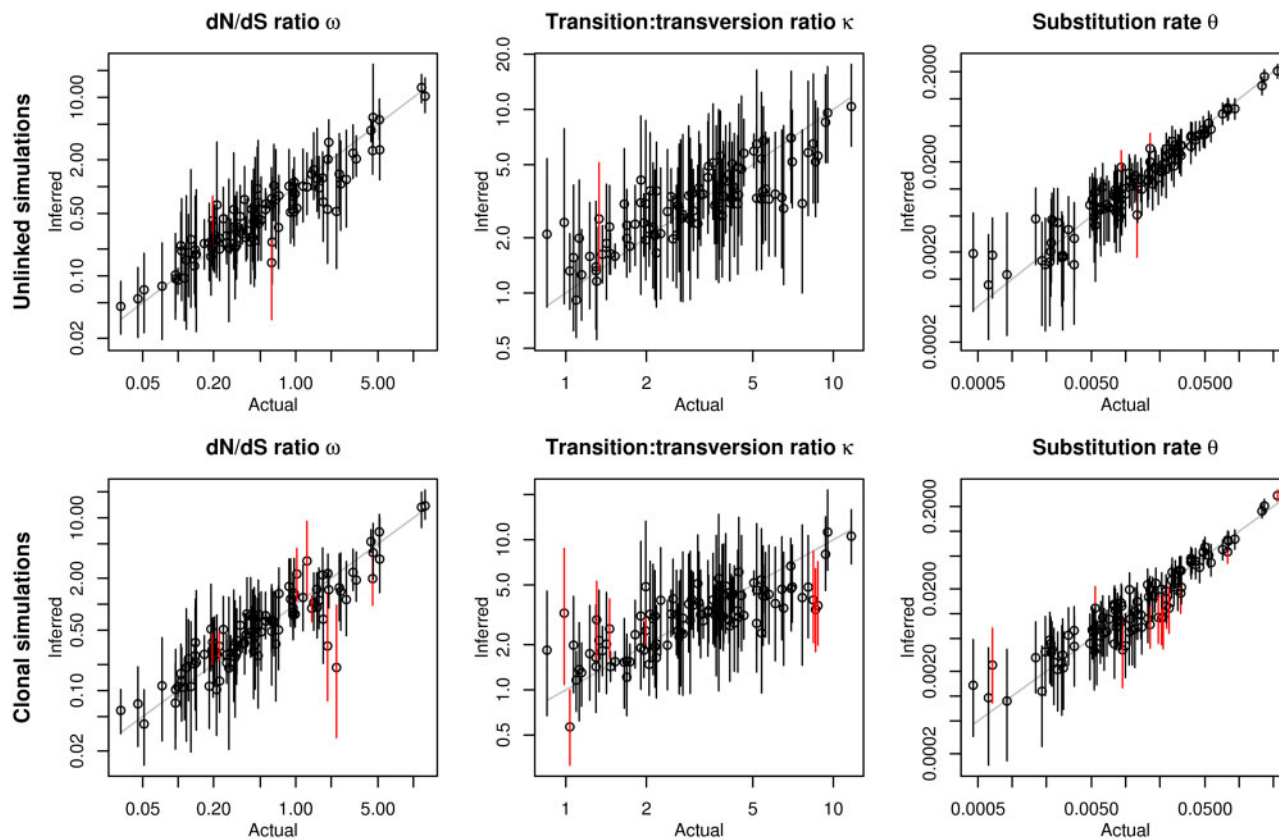 dN/dS ratio ω
Transition:transversion ratio κ
Substitution rate θ
Unlinked simulations
Inferred
10.00
2.00
0.50
0.10
0.02
0.05
0.20
1.00
5.00
Actual
Inferred
20.0
10.0
5.0
2.0
1.0
0.5
1
2
5
10
Actual
Inferred
0.2000
0.0200
0.0020
0.0002
0.0005
0.0050
0.0500
Actual
dN/dS ratio ω
Transition:transversion ratio κ
Substitution rate θ
Clonal simulations
Inferred
10.00
2.00
0.50
0.10
0.02
0.05
0.20
1.00
5.00
Actual
Inferred
10.0
5.0
2.0
1.0
0.5
1
2
5
10
Actual
Inferred
0.2000
0.0200
0.0020
0.0002
0.0005
0.0050
0.0500
Actual